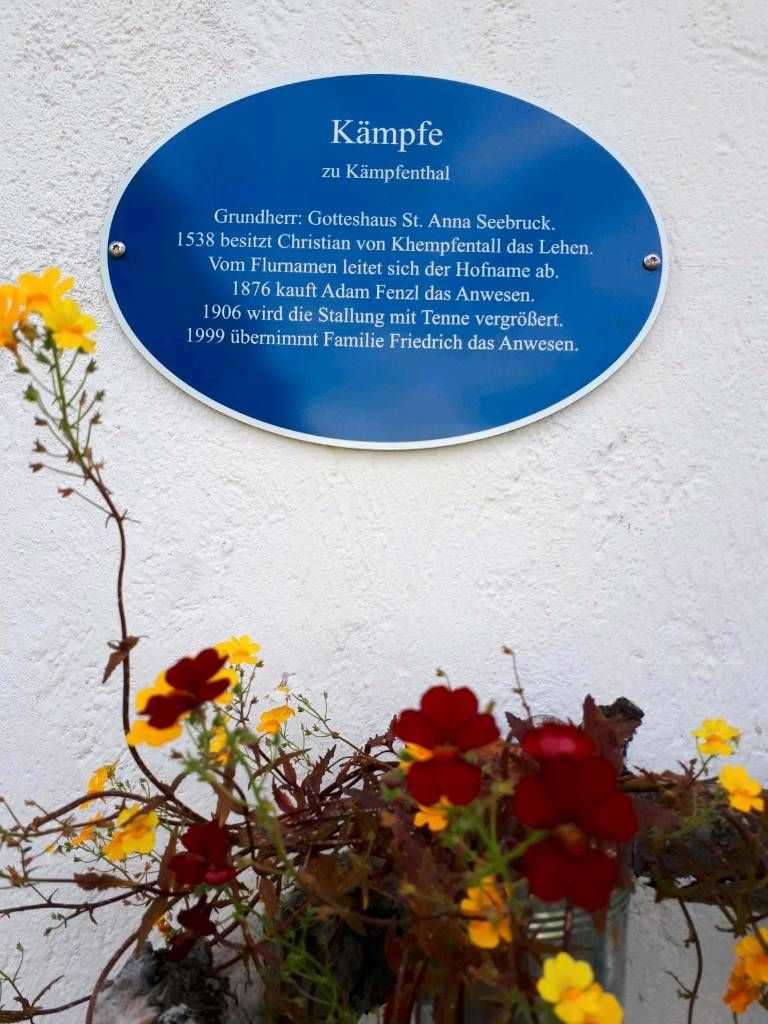 Kämpfe
zu Kämpfenthal
Grundherr: Gotteshaus St. Anna Seebruck.
1538 besitzt Christian von Khempfentall das Lehen.
Vom Flurnamen leitet sich der Hofname ab.
1876 kauft Adam Fenzl das Anwesen.
1906 wird die Stallung mit Tenne vergrößert.
1999 übernimmt Familie Friedrich das Anwesen.